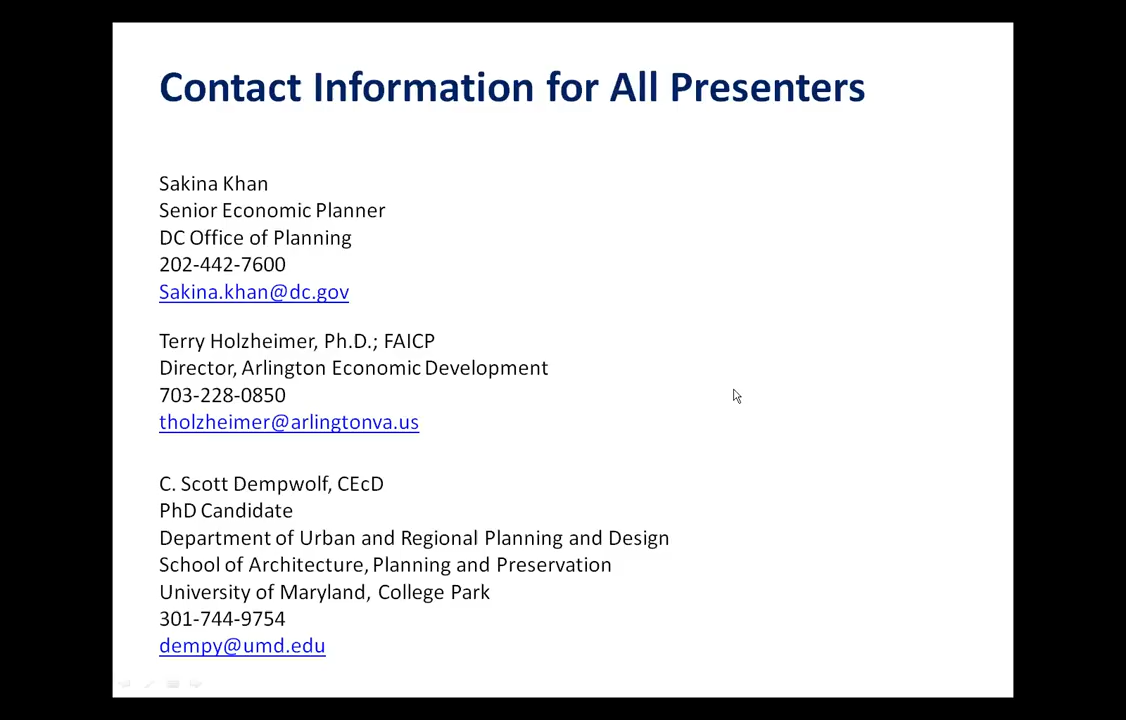 Contact Information for All Presenters
Sakina Khan
Senior Economic Planner
DC Office of Planning
202-442-7600
Sakina.khan@dc.gov
Terry Holzheimer, Ph.D.; FAICP
Director, Arlington Economic Development
703-228-0850
tholzheimer@arlingtonva.us
C. Scott Dempwolf, CEcD
PhD Candidate
Department of Urban and Regional Planning and Design
School of Architecture, Planning and Preservation
University of Maryland, College Park
301-744-9754
dempy@umd.edu